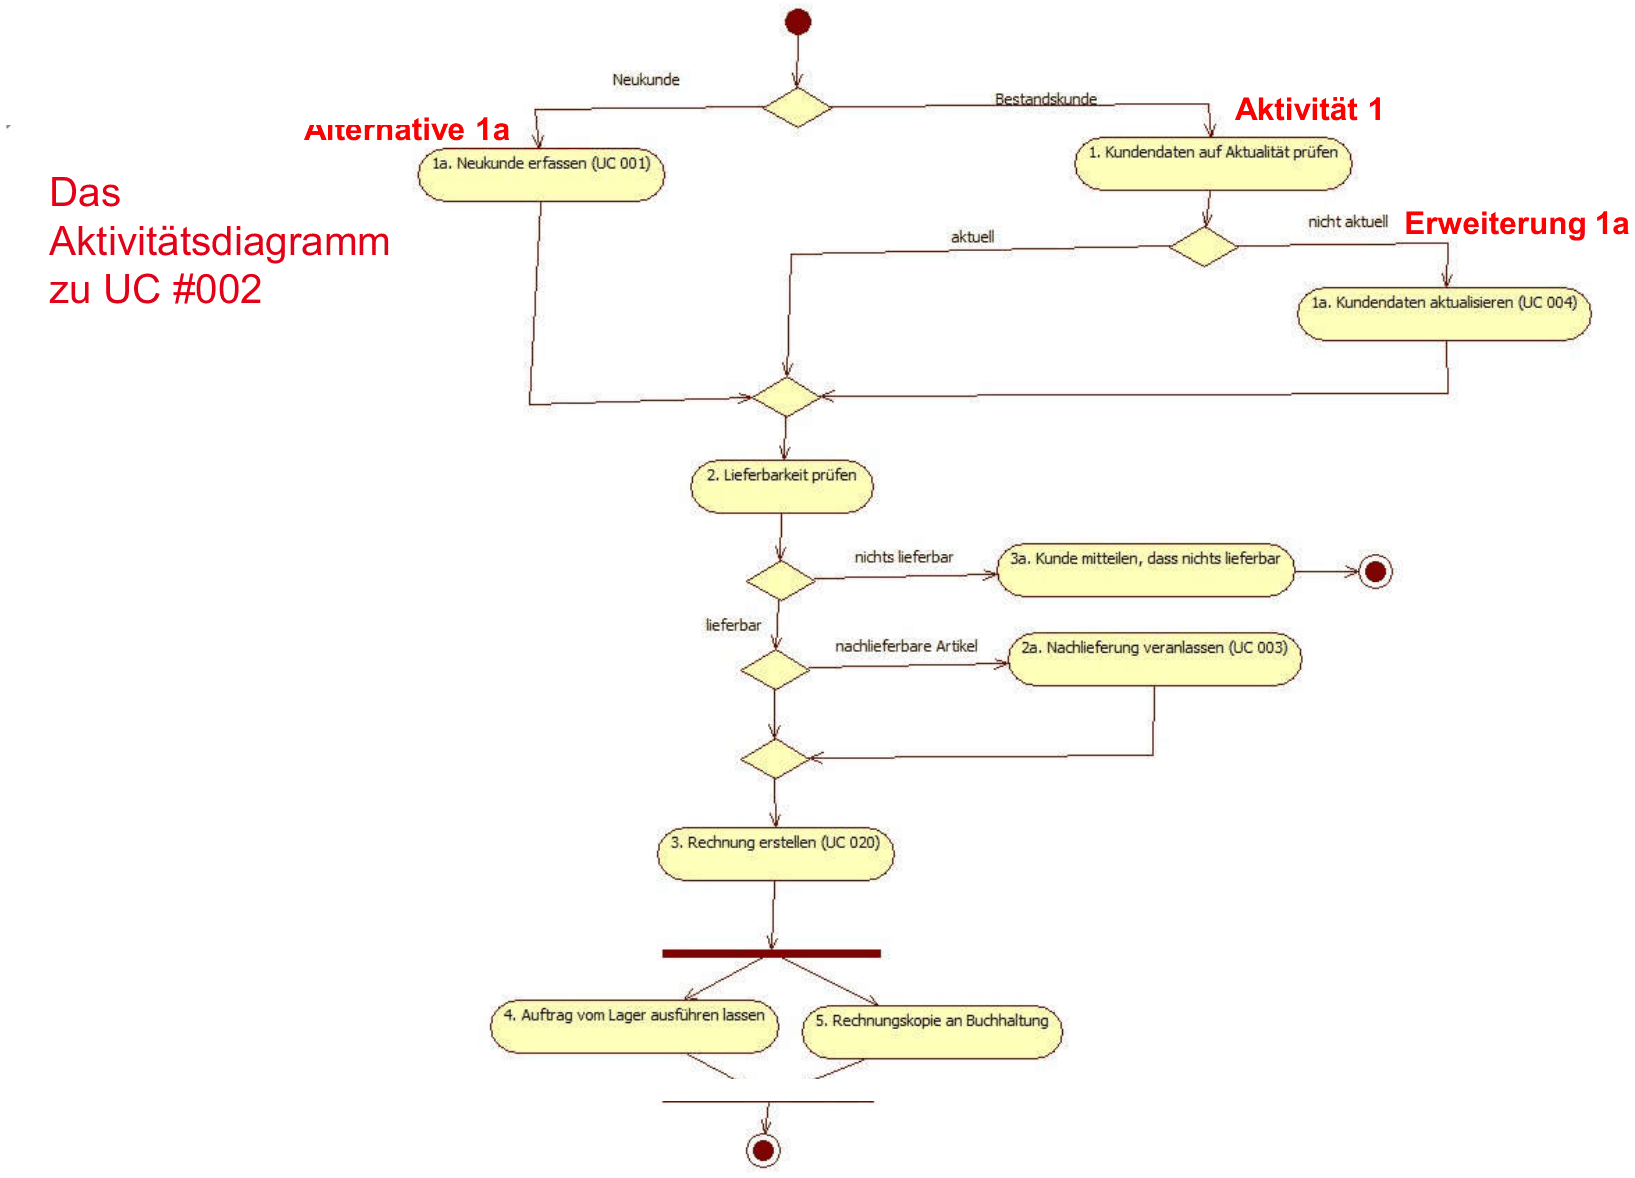 Neukunde
Bestandskunde
Aktivität 1
Alternative 1a
1a. Neukunde erfassen (UC 001)
1. Kundendaten auf Aktualität prüfen
Das
Aktivitätsdiagramm
zu UC #002
aktuell
nicht aktuell
Erweiterung 1a
1a. Kundendaten aktualisieren (UC 004)
2. Lieferbarkeit prüfen
nichts lieferbar
3a. Kunde mitteilen, dass nichts lieferbar
lieferbar
nachlieferbare Artikel
2a. Nachlieferung veranlassen (UC 003)
3. Rechnung erstellen (UC 020)
4. Auftrag vom Lager ausführen lassen
5. Rechnungskopie an Buchhaltung